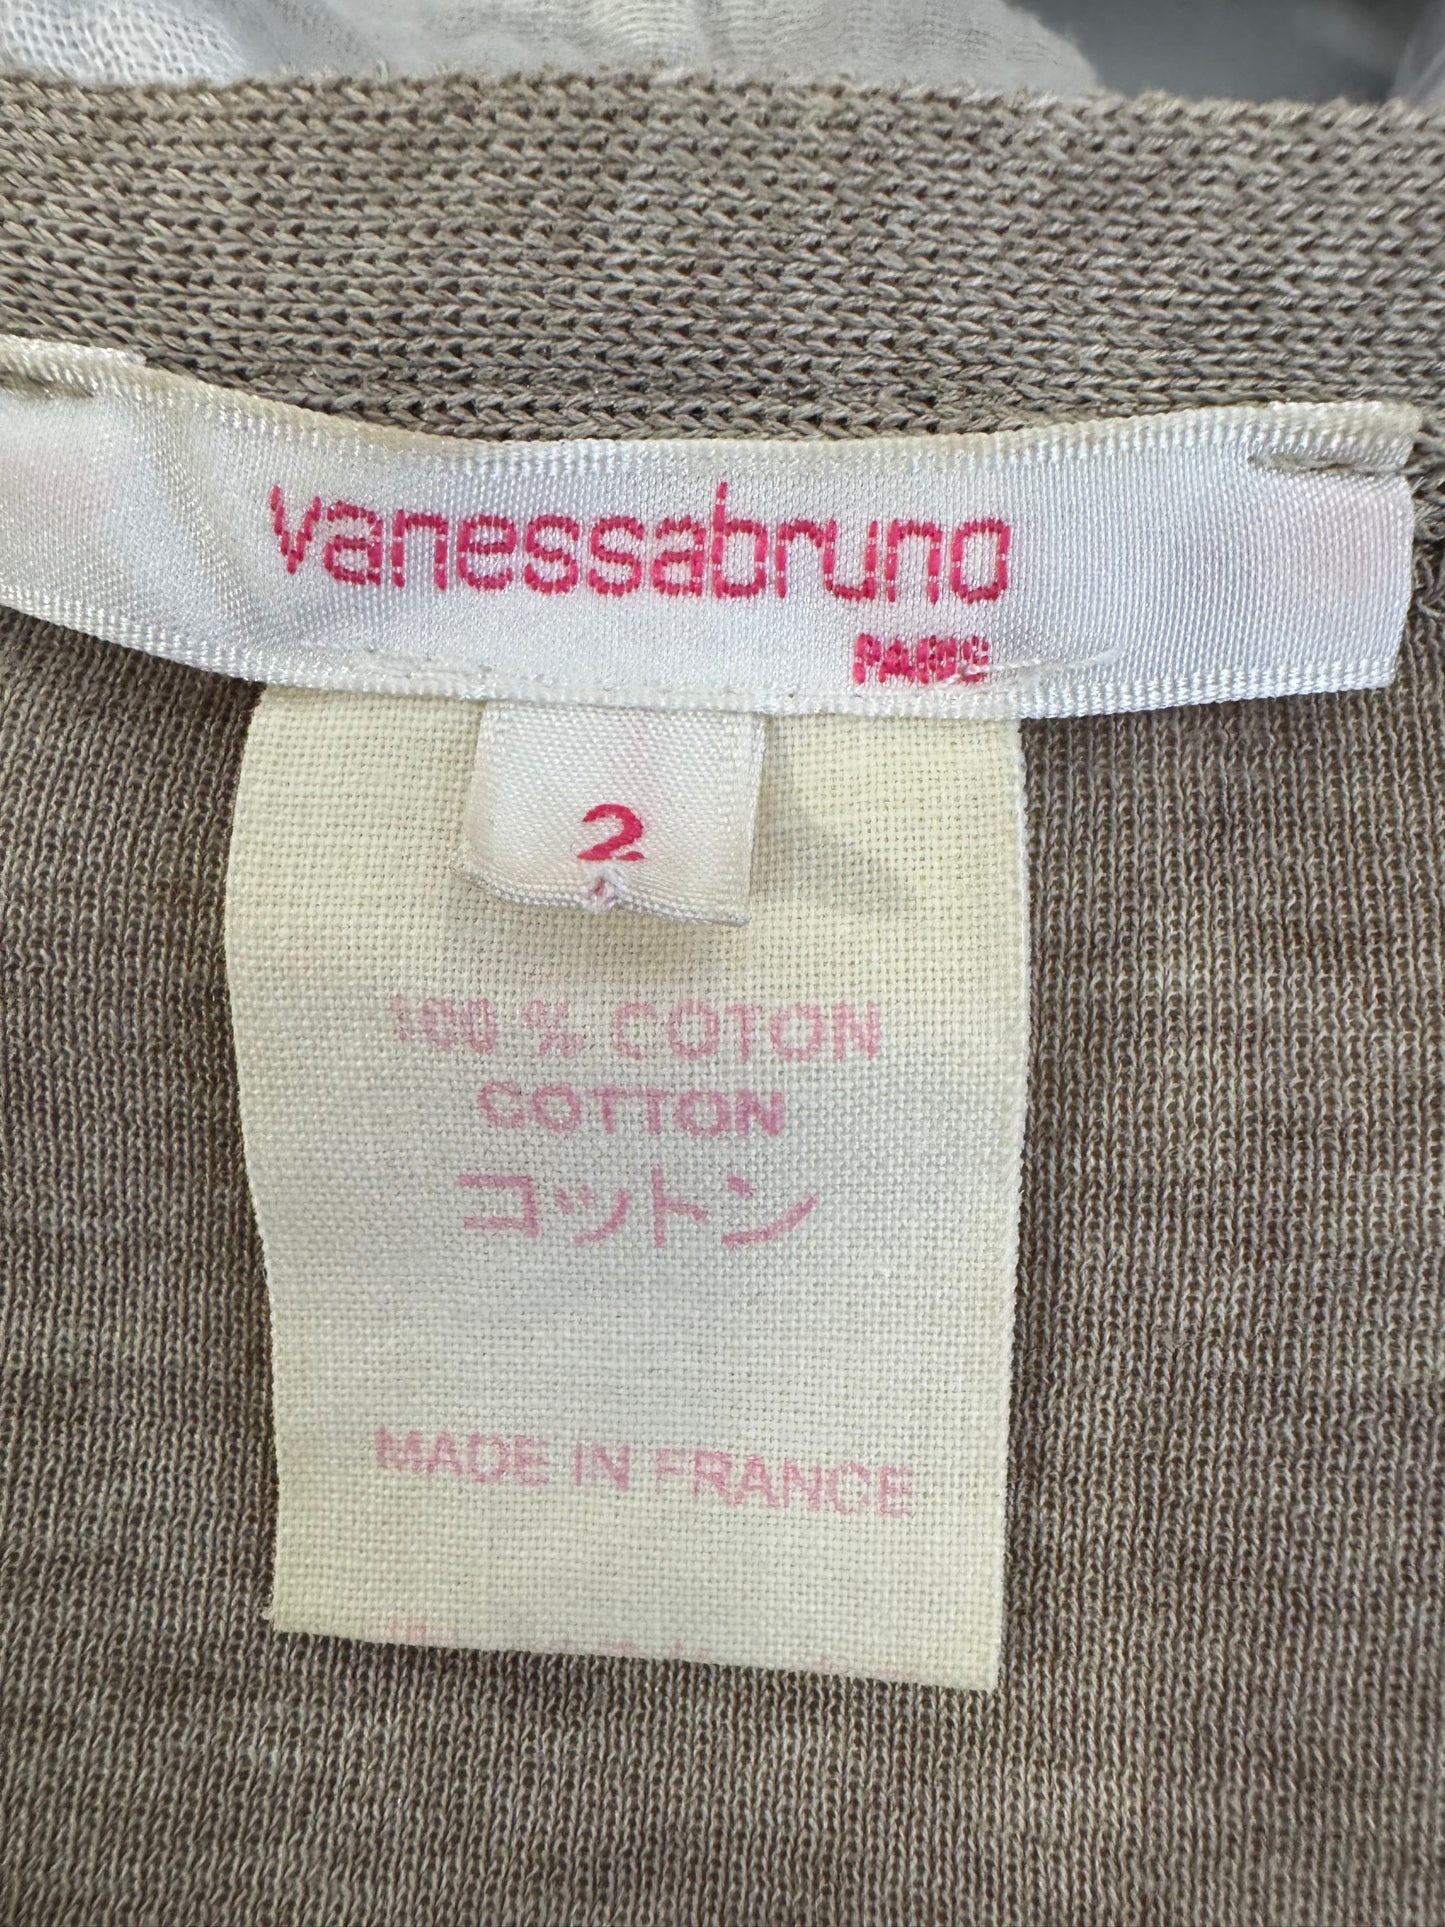 vanessabruno
PARIS
2
100 % COTON
COTTON
コットン
MADE IN FRANCE